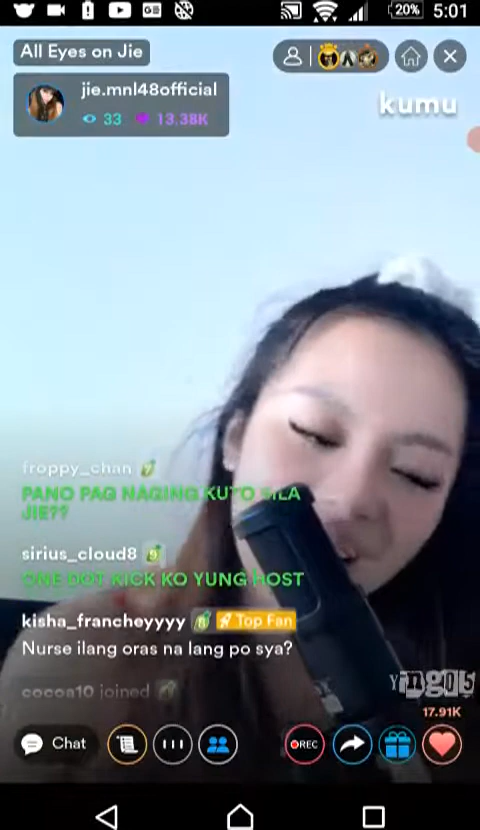 20% 5:01
All Eyes on Jie
jie.mnl48official
33 13.38K
kumu
froppy_chan
PANO PAG NAGING KUTO SILA
JIE??
sirius_cloud8
ONE DOT KICK KO YUNG HOST
kisha_francheyyyy Top Fan
Nurse ilang oras na lang po sya?
cocoa10 joined
Ying05
17.91K
Chat
REC